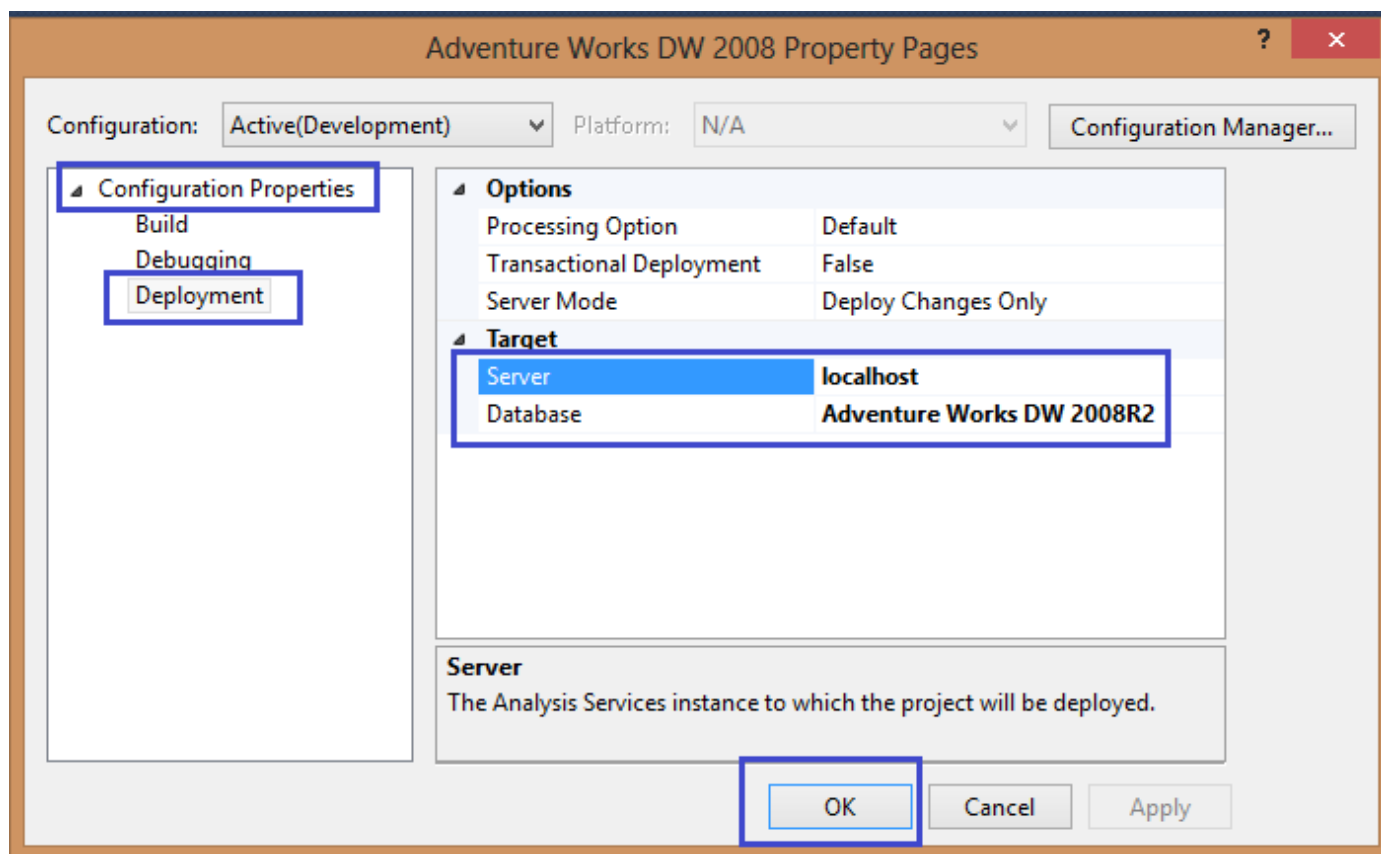 Adventure Works DW 2008 Property Pages
? ×
Configuration: Active(Development) Platform: N/A Configuration Manager...
Configuration Properties
Build
Debugging
Deployment
Options
Processing Option Default
Transactional Deployment False
Server Mode Deploy Changes Only
Target
Server localhost
Database Adventure Works DW 2008R2
Server
The Analysis Services instance to which the project will be deployed.
OK Cancel Apply